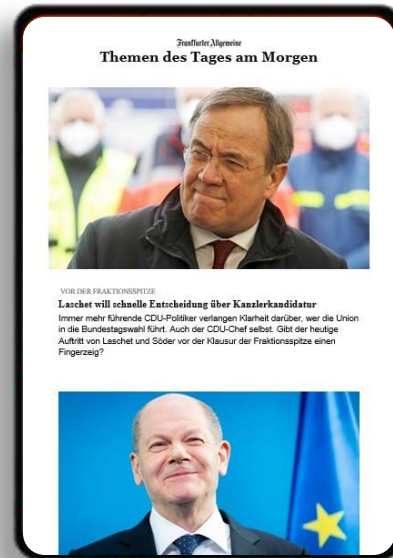 Frankfurter Allgemeine
Themen des Tages am Morgen
VOR DER FRAKTIONSSPITZE
Laschet will schnelle Entscheidung über Kanzlerkandidatur
Immer mehr führende CDU-Politiker verlangen Klarheit darüber, wer die Union
in die Bundestagswahl führt. Auch der CDU-Chef selbst. Gibt der heutige
Auftritt von Laschet und Söder vor der Klausur der Fraktionsspitze einen
Fingerzeig?